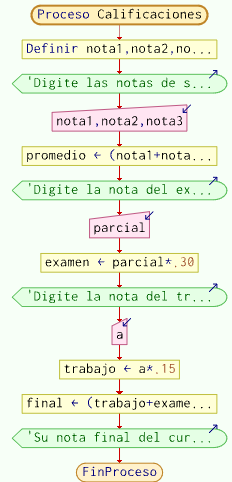 Proceso Calificaciones
Definir nota1,nota2,no...
'Digite las notas de s...
nota1,nota2,nota3
promedio ← (nota1+nota...
'Digite la nota del ex...
parcial
examen ← parcial*.30
'Digite la nota del tr...
a
trabajo ← a*.15
final ← (trabajo+exame...
'Su nota final del cur...
FinProceso